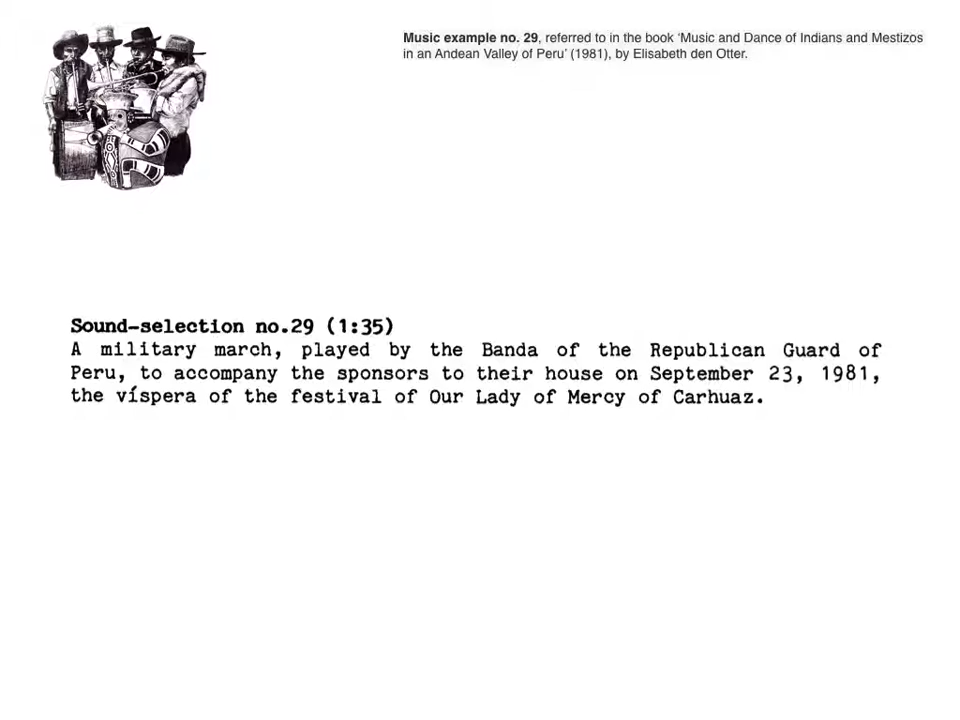 Music example no. 29, referred to in the book ‘Music and Dance of Indians and Mestizos
in an Andean Valley of Peru’ (1981), by Elisabeth den Otter.
Sound-selection no.29 (1:35)
A military march, played by the Banda of the Republican Guard of
Peru, to accompany the sponsors to their house on September 23, 1981,
the víspera of the festival of Our Lady of Mercy of Carhuaz.